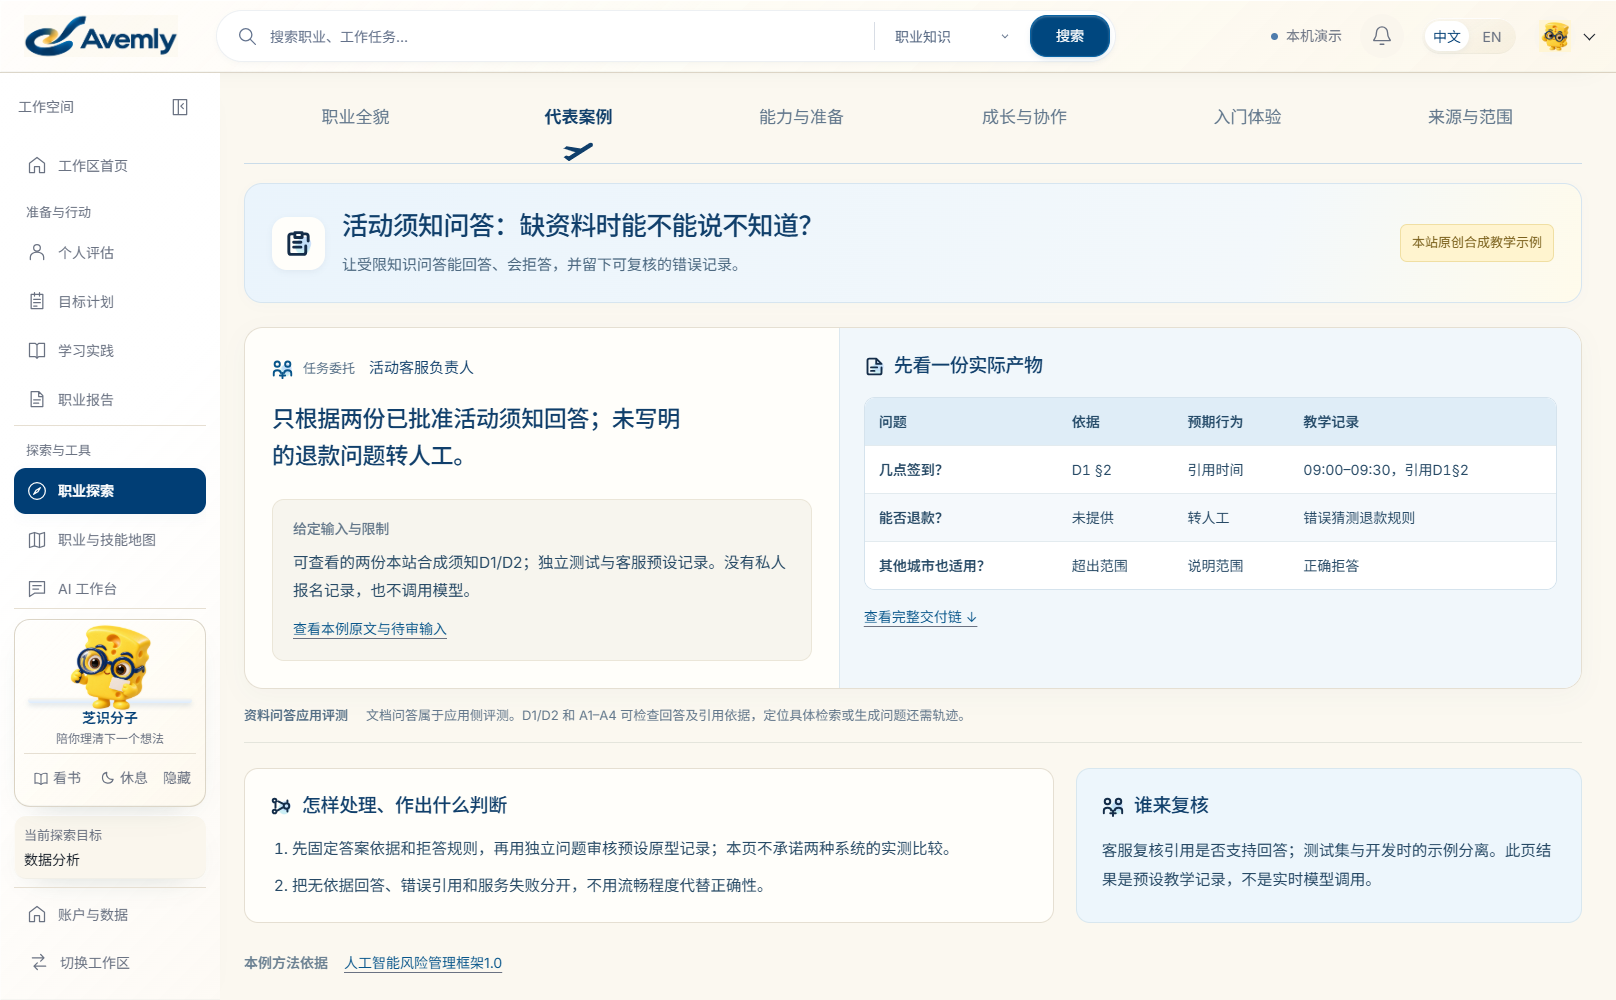 Avemly
搜索职业、工作任务...
职业知识
搜索
本机演示
中文
EN
工作空间
工作区首页
准备与行动
个人评估
目标计划
学习实践
职业报告
探索与工具
职业探索
职业与技能地图
AI 工作台
芝识分子
陪你理清下一个想法
看书
休息
隐藏
当前探索目标
数据分析
账户与数据
切换工作区
职业全貌
代表案例
能力与准备
成长与协作
入门体验
来源与范围
活动须知问答：缺资料时能不能说不知道？
让受限知识问答能回答、会拒答，并留下可复核的错误记录。
本站原创合成教学示例
任务委托 活动客服负责人
只根据两份已批准活动须知回答；未写明
的退款问题转人工。
给定输入与限制
可查看的两份本站合成须知D1/D2；独立测试与客服预设记录。没有私人
报名记录，也不调用模型。
查看本例原文与待审输入
先看一份实际产物
问题 依据 预期行为 教学记录
几点签到？ D1 §2 引用时间 09:00–09:30，引用D1§2
能否退款？ 未提供 转人工 错误猜测退款规则
其他城市也适用？ 超出范围 说明范围 正确拒答
查看完整交付链 ↓
资料问答应用评测 文档问答属于应用侧评测。D1/D2 和 A1–A4 可检查回答及引用依据，定位具体检索或生成问题还需轨迹。
怎样处理、作出什么判断
1. 先固定答案依据和拒答规则，再用独立问题审核预设原型记录；本页不承诺两种系统的实测比较。
2. 把无依据回答、错误引用和服务失败分开，不用流畅程度代替正确性。
谁来复核
客服复核引用是否支持回答；测试集与开发时的示例分离。此页结
果是预设教学记录，不是实时模型调用。
本例方法依据 人工智能风险管理框架1.0